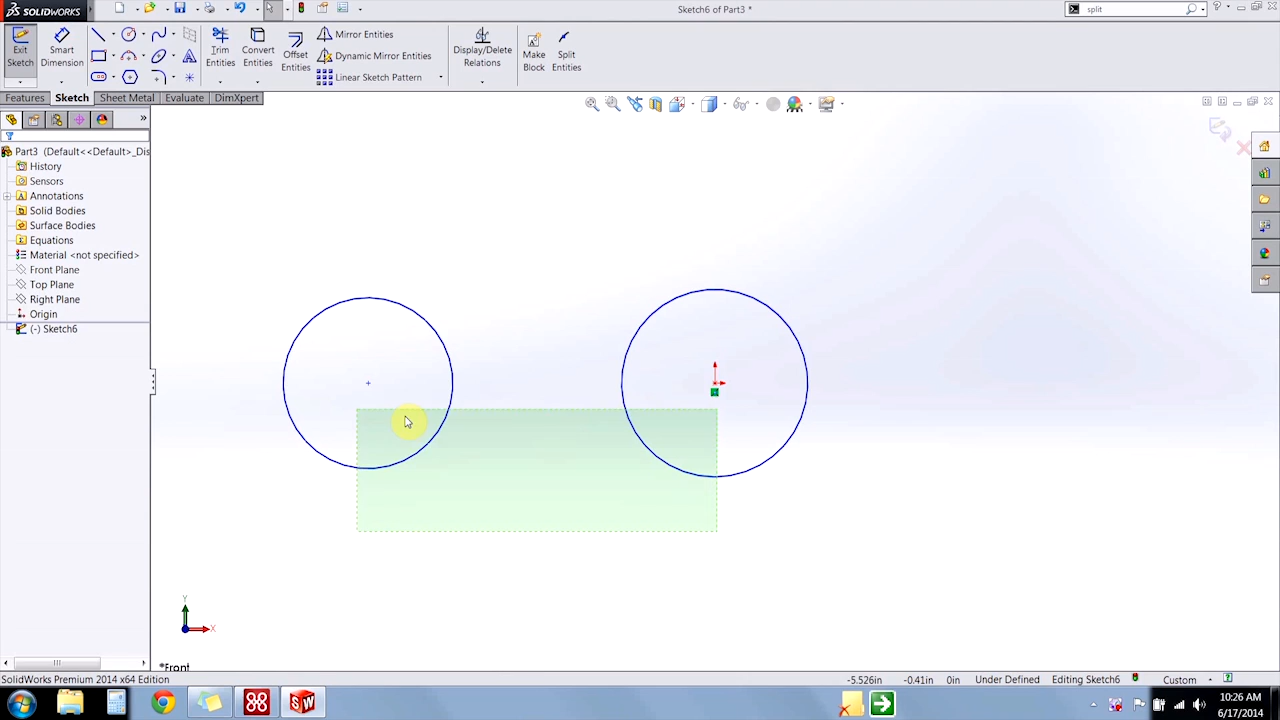 SOLIDWORKS
Sketch6 of Part3 *
split
Exit Sketch
Smart Dimension
Trim Entities
Convert Entities
Offset Entities
Mirror Entities
Dynamic Mirror Entities
Linear Sketch Pattern
Display/Delete Relations
Make Block
Split Entities
Features
Sketch
Sheet Metal
Evaluate
DimXpert
Part3 (Default<<Default>_Dis
History
Sensors
Annotations
Solid Bodies
Surface Bodies
Equations
Material <not specified>
Front Plane
Top Plane
Right Plane
Origin
(-) Sketch6
Y
X
*Front
SolidWorks Premium 2014 x64 Edition
-5.526in
-0.41in
0in
Under Defined
Editing Sketch6
Custom
10:26 AM
6/17/2014